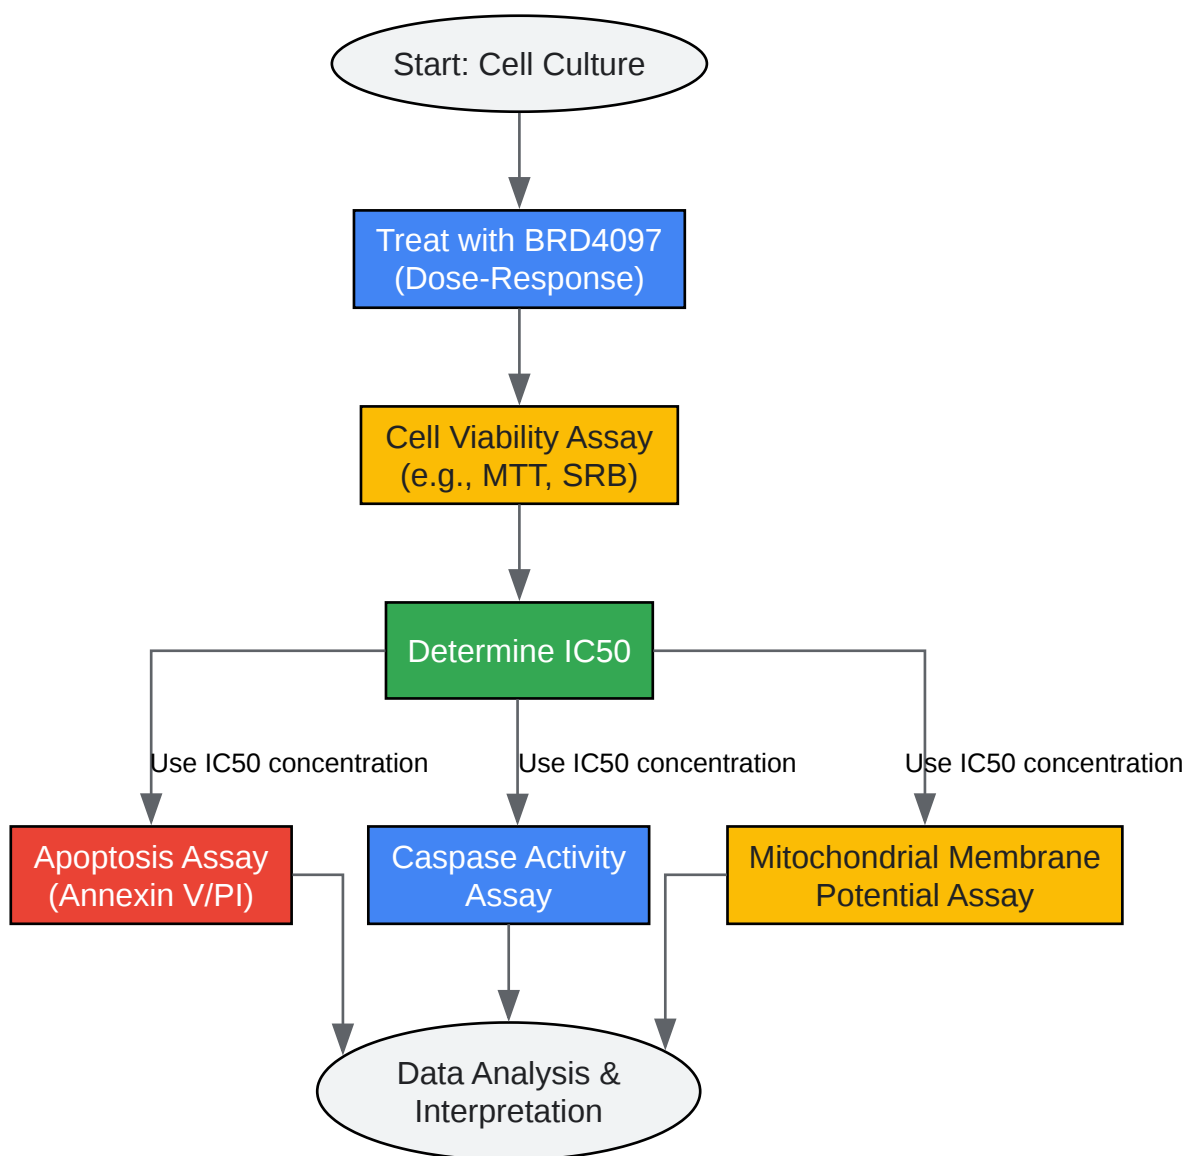 Start: Cell Culture
Treat with BRD4097
(Dose-Response)
Cell Viability Assay
(e.g., MTT, SRB)
Determine IC50
Use IC50 concentration
Use IC50 concentration
Use IC50 concentration
Apoptosis Assay
(Annexin V/PI)
Caspase Activity
Assay
Mitochondrial Membrane
Potential Assay
Data Analysis &
Interpretation